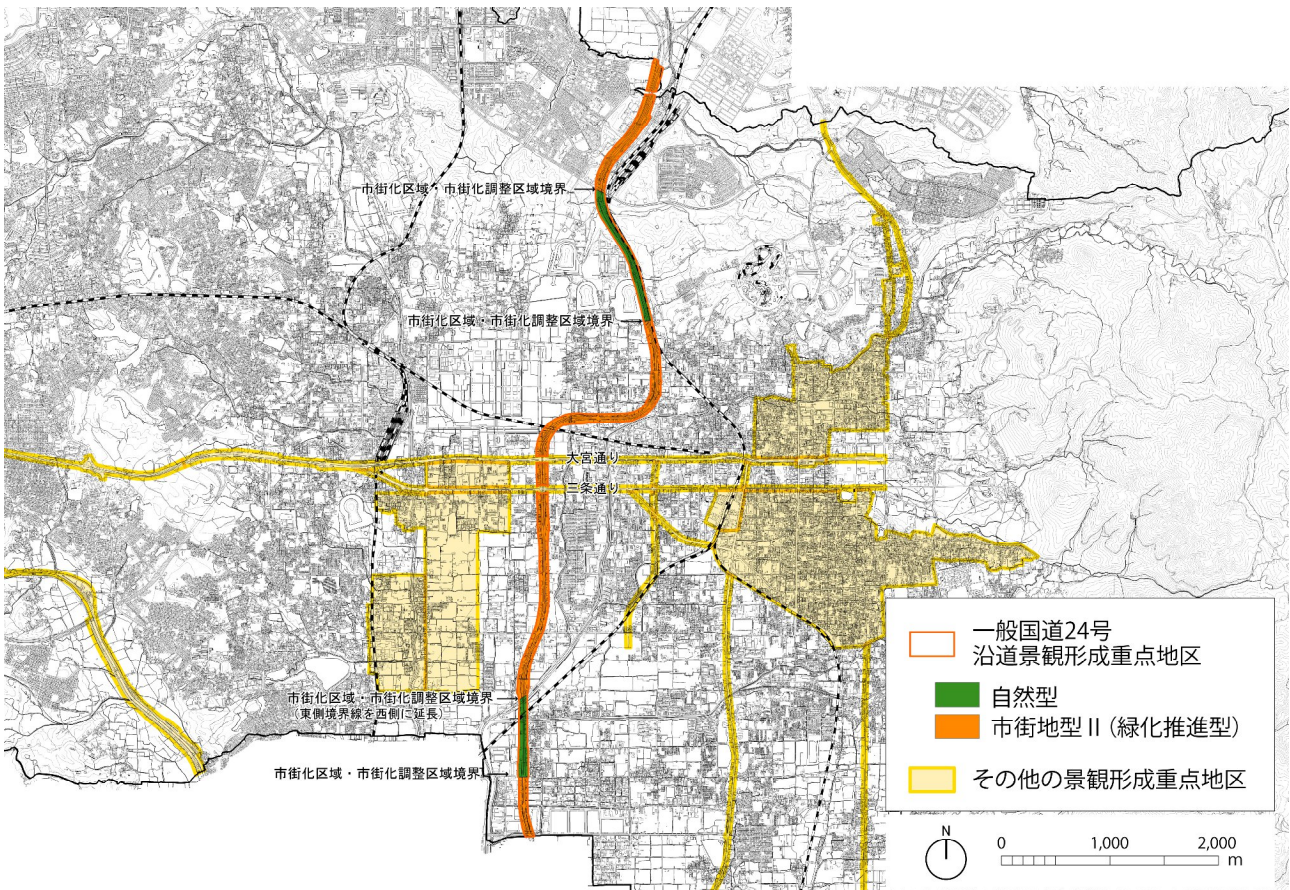 市街化区域・市街化調整区域境界
市街化区域・市街化調整区域境界
大宮通り
三条通り
市街化区域・市街化調整区域境界
(東側境界線を西側に延長)
市街化区域・市街化調整区域境界
一般国道24号
沿道景観形成重点地区
自然型
市街地型Ⅱ(緑化推進型)
その他の景観形成重点地区
N
0 1,000 2,000
m